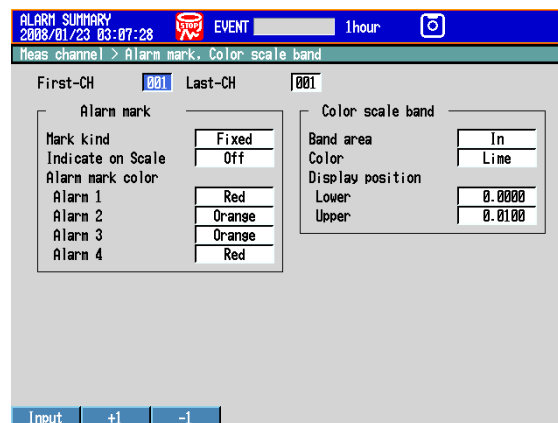 ALARM SUMMARY
2008/01/23 03:07:28 STOP EVENT 1hour
Meas channel > Alarm mark, Color scale band
First-CH 001 Last-CH 001
Alarm mark
Mark kind Fixed
Indicate on Scale Off
Alarm mark color
Alarm 1 Red
Alarm 2 Orange
Alarm 3 Orange
Alarm 4 Red
Color scale band
Band area In
Color Lime
Display position
Lower 0.0000
Upper 0.0100
Input +1 -1